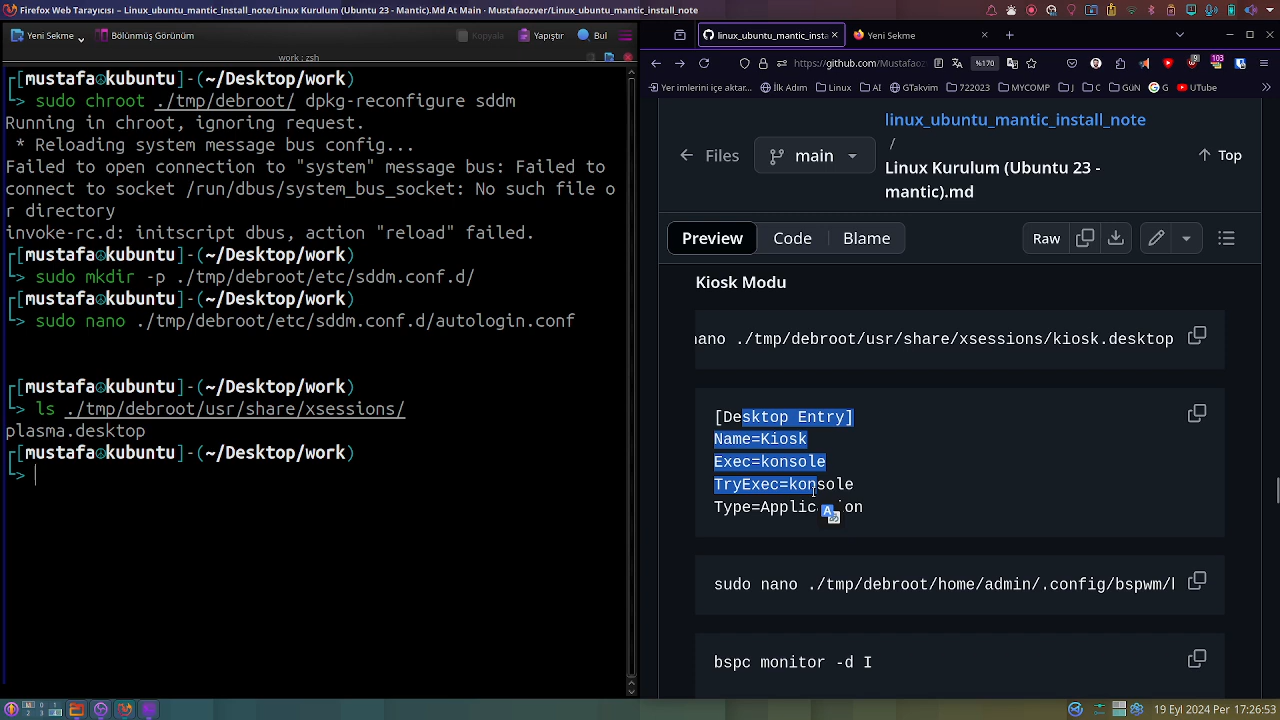 Firefox Web Tarayıcısı - Linux_ubuntu_mantic_install_note/Linux Kurulum (Ubuntu 23 - Mantic).Md At Main · Mustafaozver/Linux_ubuntu_mantic_install_note
Yeni Sekme
Bölünmüş Görünüm
Kopyala
Yapıştır
Bul
work : zsh
┌[mustafa☮kubuntu]-(~/Desktop/work)
└> sudo chroot ./tmp/debroot/ dpkg-reconfigure sddm
Running in chroot, ignoring request.
 * Reloading system message bus config...
Failed to open connection to "system" message bus: Failed to
connect to socket /run/dbus/system_bus_socket: No such file o
r directory
invoke-rc.d: initscript dbus, action "reload" failed.
┌[mustafa☮kubuntu]-(~/Desktop/work)
└> sudo mkdir -p ./tmp/debroot/etc/sddm.conf.d/
┌[mustafa☮kubuntu]-(~/Desktop/work)
└> sudo nano ./tmp/debroot/etc/sddm.conf.d/autologin.conf
┌[mustafa☮kubuntu]-(~/Desktop/work)
└> ls ./tmp/debroot/usr/share/xsessions/
plasma.desktop
┌[mustafa☮kubuntu]-(~/Desktop/work)
└>
linux_ubuntu_mantic_insta
Yeni Sekme
https://github.com/Mustafaoz
%170
103
Yer imlerini içe aktar...
İlk Adım
Linux
AI
GTakvim
722023
MYCOMP
J
C
GüN
G
UTube
Files
main
linux_ubuntu_mantic_install_note
/
Linux Kurulum (Ubuntu 23 -
mantic).md
Top
Preview
Code
Blame
Raw
Kiosk Modu
nano ./tmp/debroot/usr/share/xsessions/kiosk.desktop
[Desktop Entry]
Name=Kiosk
Exec=konsole
TryExec=konsole
Type=Application
sudo nano ./tmp/debroot/home/admin/.config/bspwm/
bspc monitor -d I
19 Eylül 2024 Per 17:26:53